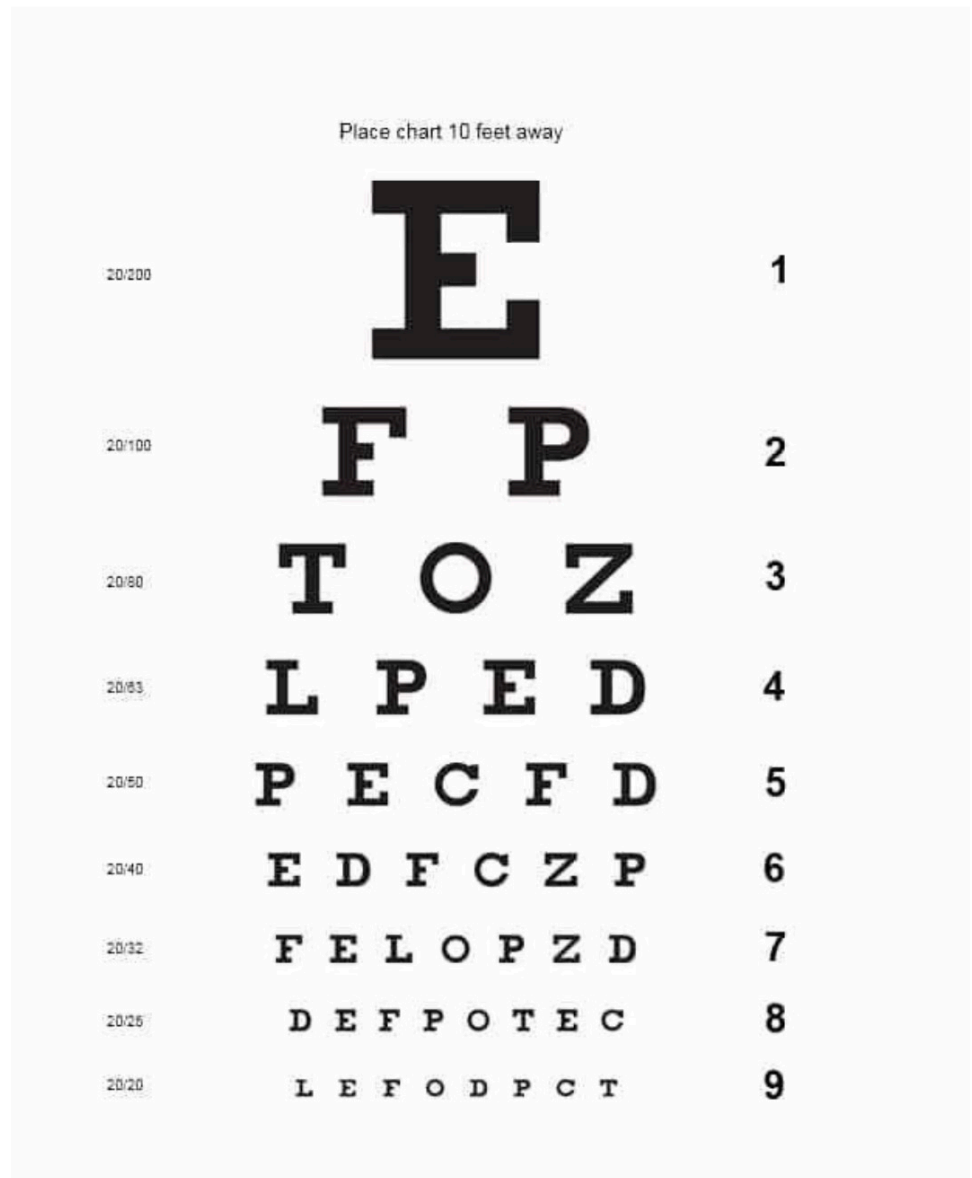 Place chart 10 feet away
20/200 E 1
20/100 F P 2
20/80 T O Z 3
20/63 L P E D 4
20/50 P E C F D 5
20/40 E D F C Z P 6
20/32 F E L O P Z D 7
20/25 D E F P O T E C 8
20/20 L E F O D P C T 9